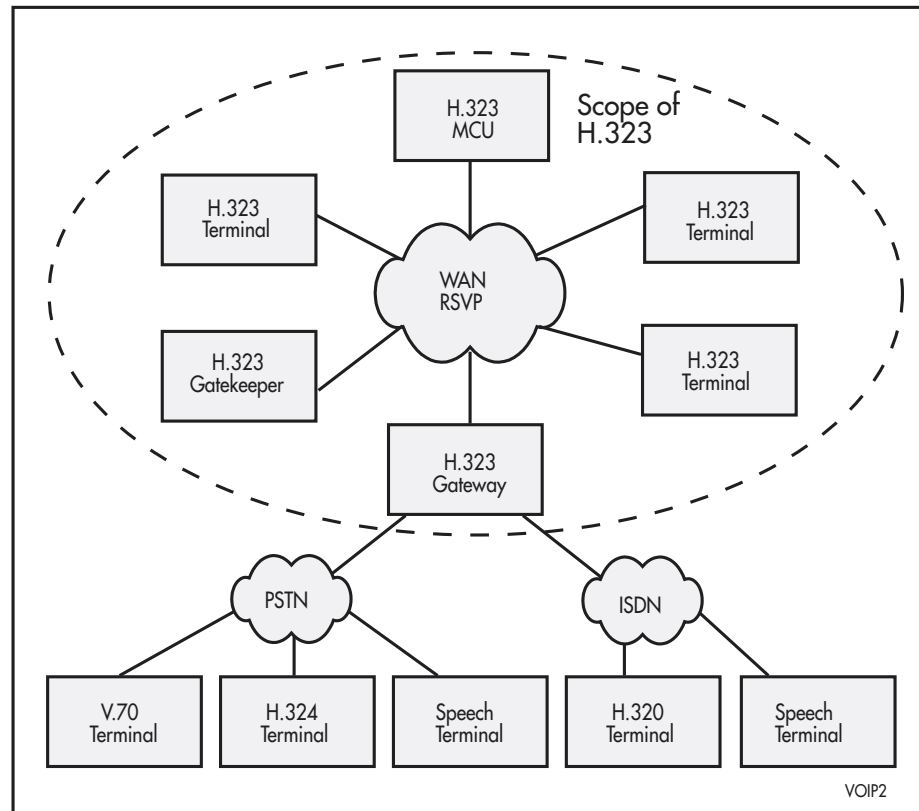 H.323
MCU
Scope of
H.323
H.323
Terminal
H.323
Terminal
WAN
RSVP
H.323
Gatekeeper
H.323
Terminal
H.323
Gateway
PSTN
ISDN
V.70
Terminal
H.324
Terminal
Speech
Terminal
H.320
Terminal
Speech
Terminal
VOIP2